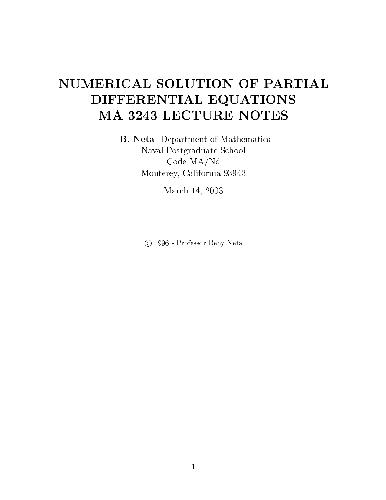 NUMERICAL SOLUTION OF PARTIAL
DIFFERENTIAL EQUATIONS
MA 3243 LECTURE NOTES
B. Neta Department of Mathematics
Naval Postgraduate School
Code MA/Nd
Monterey, California 93943
March 14, 2003
© 1996 - Professor Beny Neta
1